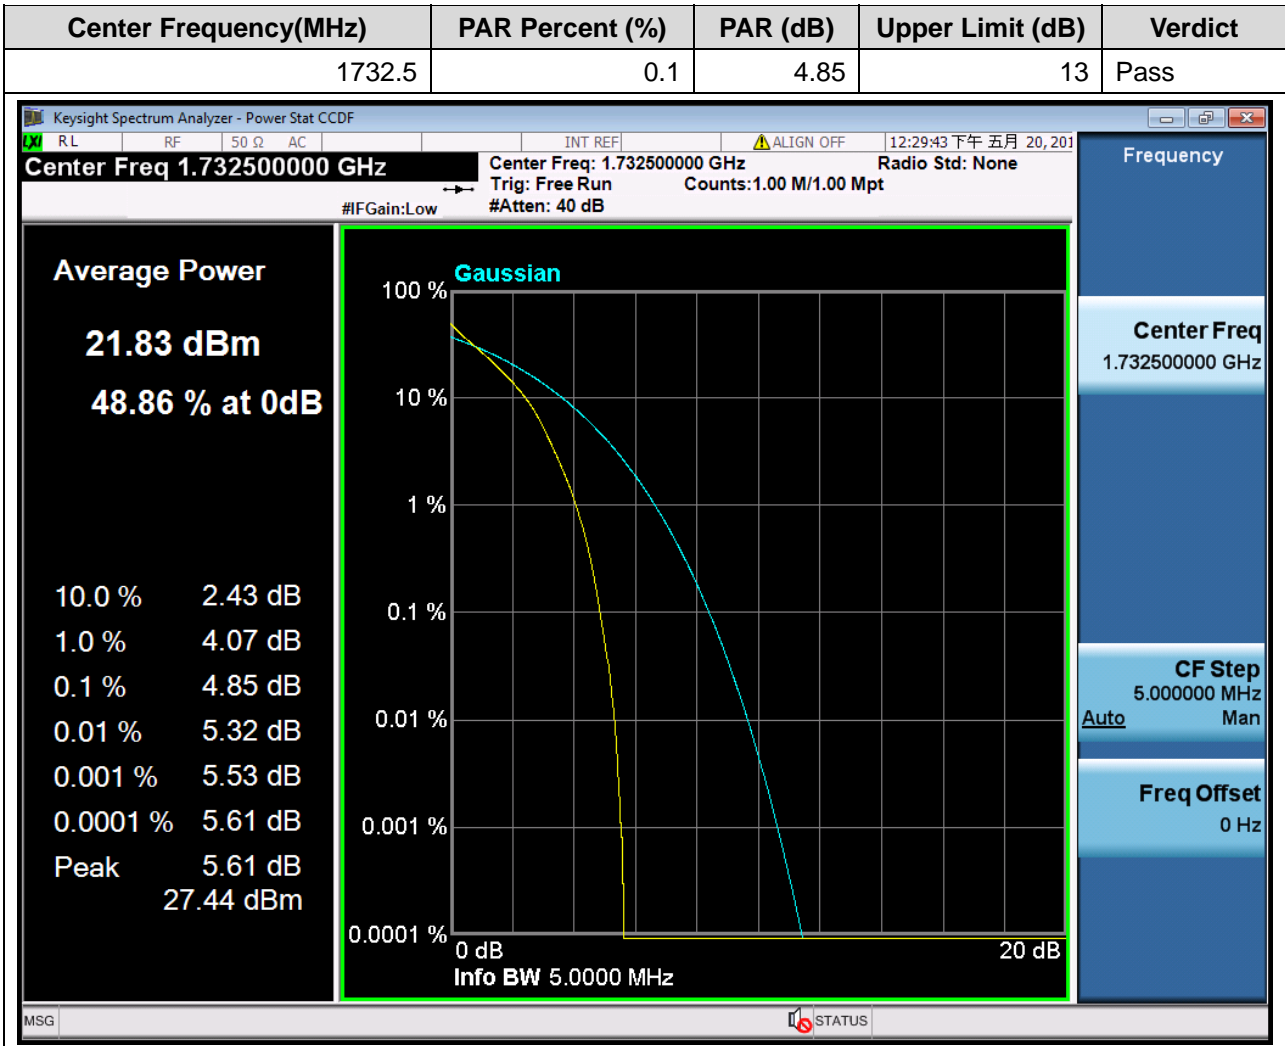 Center Frequency(MHz) PAR Percent (%) PAR (dB) Upper Limit (dB) Verdict
1732.5 0.1 4.85 13 Pass
Keysight Spectrum Analyzer - Power Stat CCDF
LXI RL RF 50 Ω AC INT REF ALIGN OFF 12:29:43 下午 五月 20, 201
Center Freq 1.732500000 GHz
Center Freq: 1.732500000 GHz Radio Std: None
Trig: Free Run Counts:1.00 M/1.00 Mpt
#IFGain:Low #Atten: 40 dB
Average Power
21.83 dBm
48.86 % at 0dB
10.0 % 2.43 dB
1.0 % 4.07 dB
0.1 % 4.85 dB
0.01 % 5.32 dB
0.001 % 5.53 dB
0.0001 % 5.61 dB
Peak 5.61 dB
27.44 dBm
Gaussian
100 %
10 %
1 %
0.1 %
0.01 %
0.001 %
0.0001 %
0 dB 20 dB
Info BW 5.0000 MHz
Frequency
Center Freq
1.732500000 GHz
CF Step
5.000000 MHz
Auto Man
Freq Offset
0 Hz
MSG STATUS